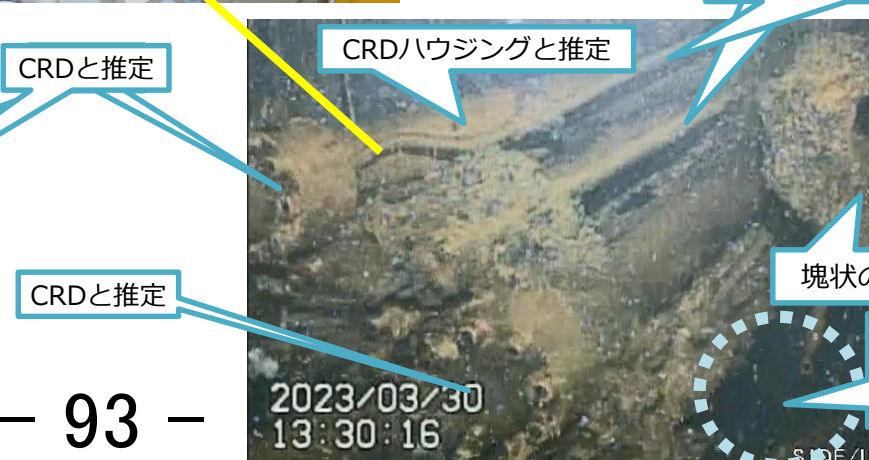 CRDハウジングと推定
CRDと推定
塊状の
CRDと推定
2023/03/30
13:30:16
SIDE/L
- 93 -